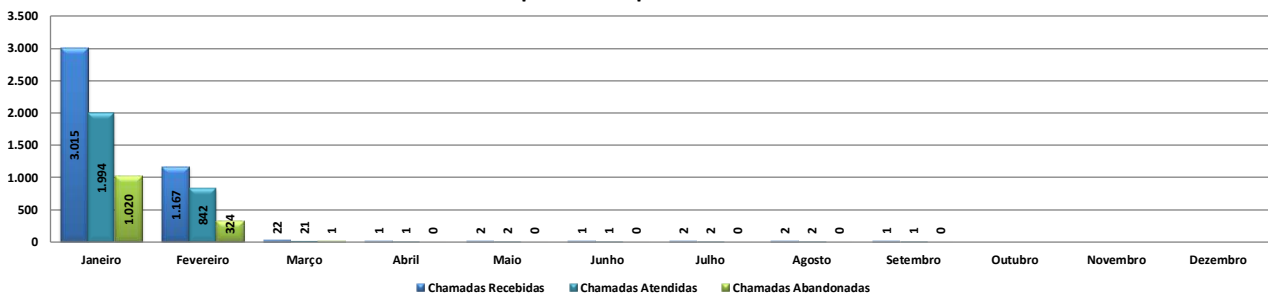 3.500
3.000
2.500
2.000
1.500
1.000
500
0
3.015 1.994 1.020 1.167 842 324 22 21 1 1 1 0 2 2 0 1 1 0 2 2 0 2 2 0 1 1 0
Janeiro Fevereiro Março Abril Maio Junho Julho Agosto Setembro Outubro Novembro Dezembro
Chamadas Recebidas Chamadas Atendidas Chamadas Abandonadas